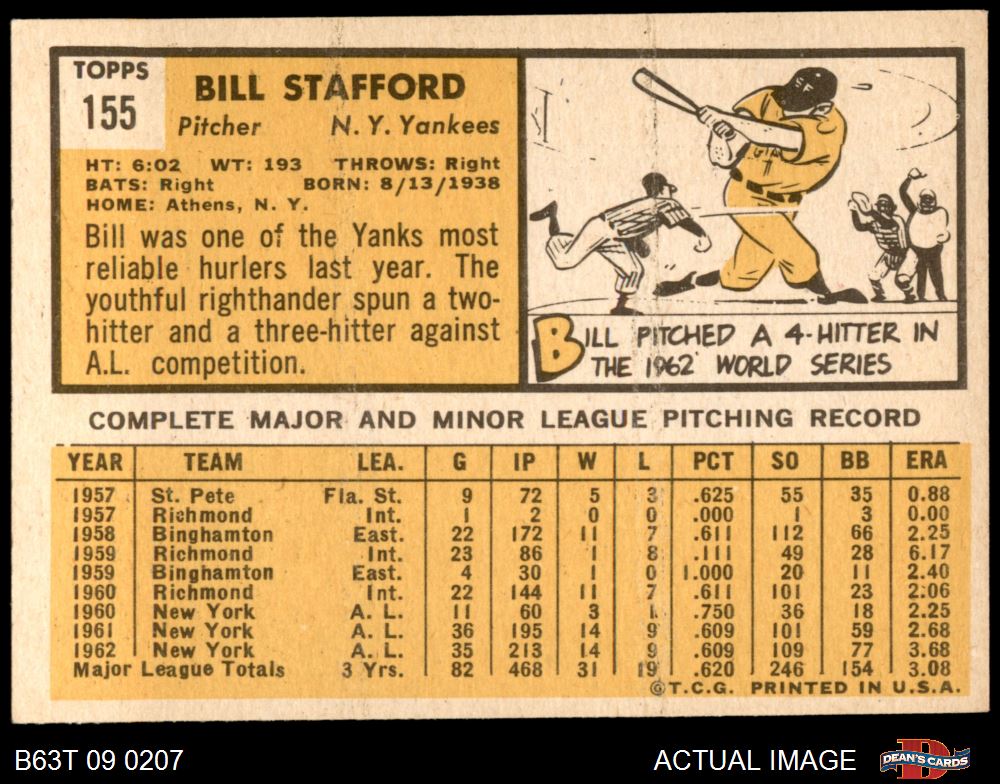 TOPPS
155
BILL STAFFORD
Pitcher N. Y. Yankees
HT: 6:02 WT: 193 THROWS: Right
BATS: Right BORN: 8/13/1938
HOME: Athens, N. Y.
Bill was one of the Yanks most
reliable hurlers last year. The
youthful righthander spun a two-
hitter and a three-hitter against
A.L. competition.
SF
BILL PITCHED A 4-HITTER IN
THE 1962 WORLD SERIES
COMPLETE MAJOR AND MINOR LEAGUE PITCHING RECORD
YEAR TEAM LEA. G IP W L PCT SO BB ERA
1957 St. Pete Fla. St. 9 72 5 3 .625 55 35 0.88
1957 Richmond Int. 1 2 0 0 .000 1 3 0.00
1958 Binghamton East. 22 172 11 7 .611 112 66 2.25
1959 Richmond Int. 23 86 1 8 .111 49 28 6.17
1959 Binghamton East. 4 30 1 0 1.000 20 11 2.40
1960 Richmond Int. 22 144 11 7 .611 101 23 2.06
1960 New York A. L. 11 60 3 1 .750 36 18 2.25
1961 New York A. L. 36 195 14 9 .609 101 59 2.68
1962 New York A. L. 35 213 14 9 .609 109 77 3.68
Major League Totals 3 Yrs. 82 468 31 19 .620 246 154 3.08
©T.C.G. PRINTED IN U.S.A.
B63T 09 0207 ACTUAL IMAGE DEAN'S CARDS